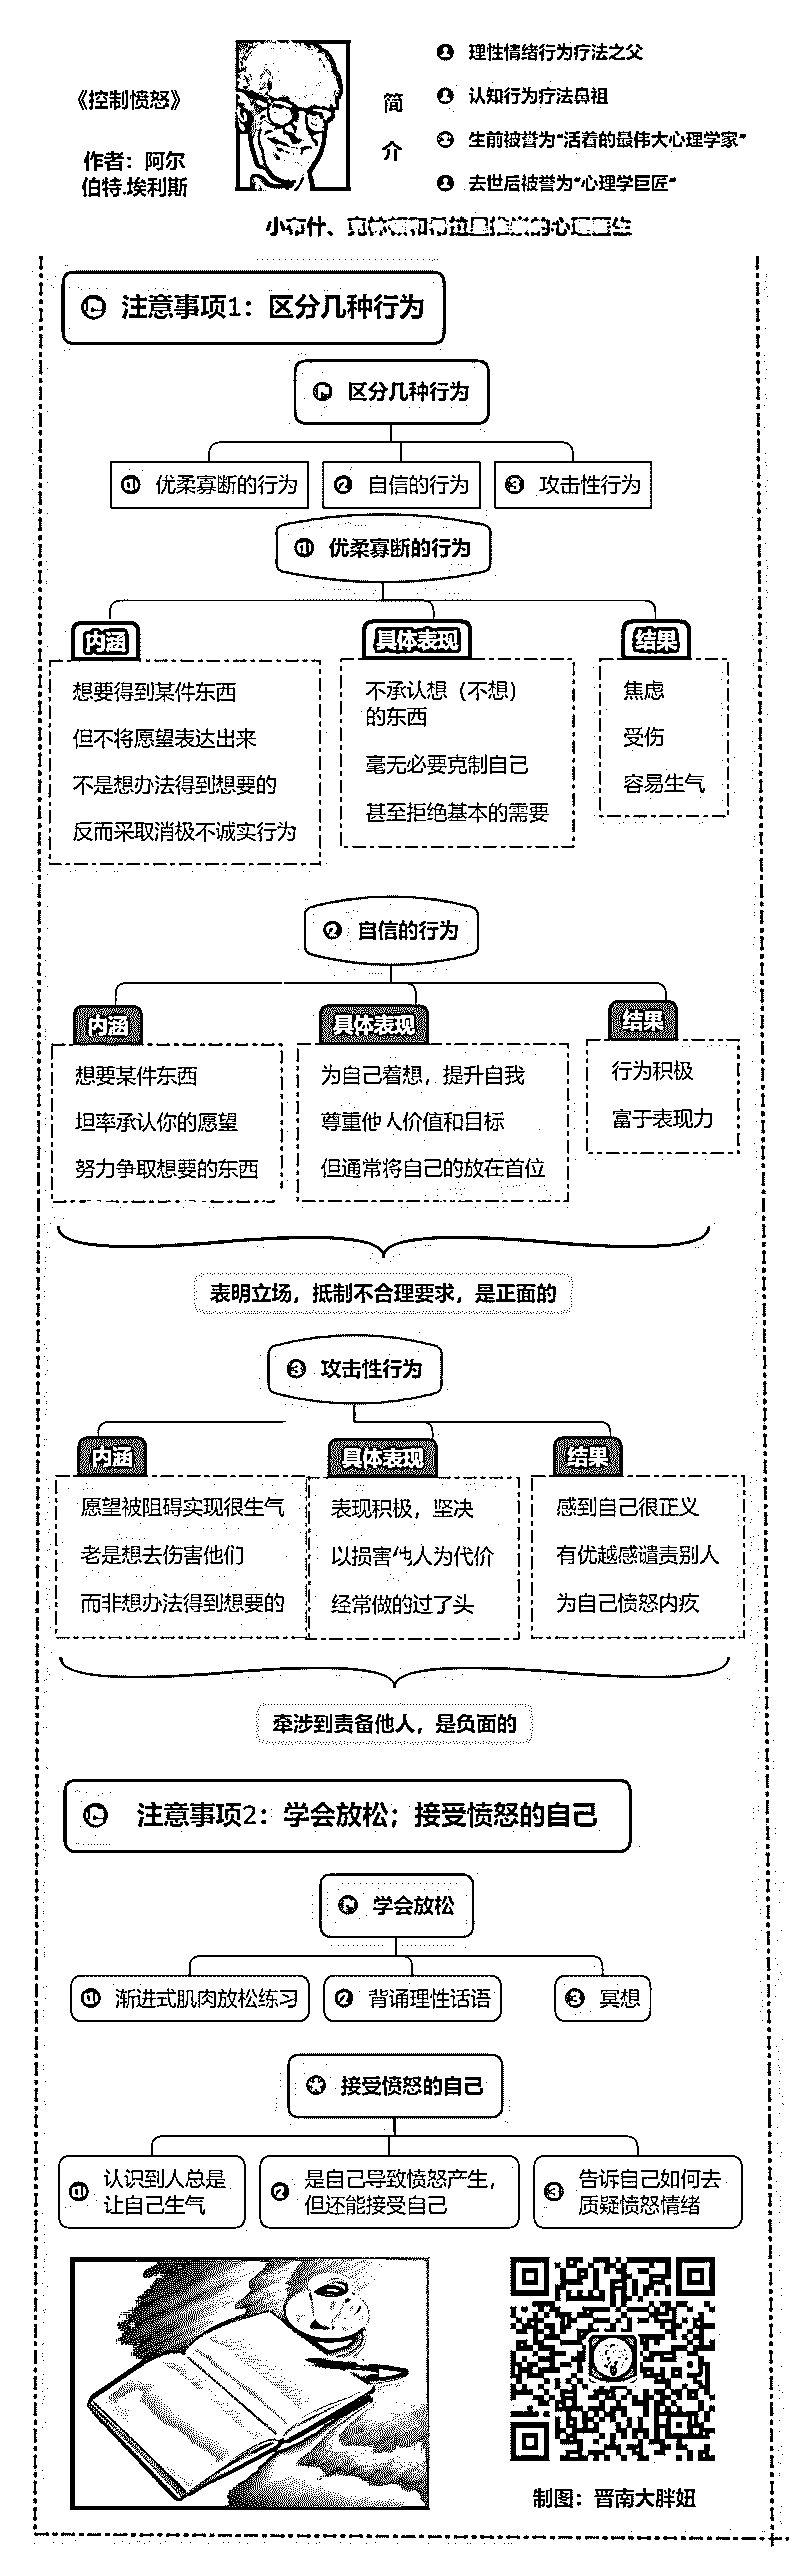 《控制愤怒》
作者：阿尔
伯特.埃利斯
简
介
理性情绪行为疗法之父
认知行为疗法鼻祖
生前被誉为“活着的最伟大心理学家”
去世后被誉为“心理学巨匠”
小布什、克林顿和希拉里推崇的心理医生
注意事项1：区分几种行为
区分几种行为
1 优柔寡断的行为
2 自信的行为
3 攻击性行为
1 优柔寡断的行为
内涵
想要得到某件东西
但不将愿望表达出来
不是想办法得到想要的
反而采取消极不诚实行为
具体表现
不承认想（不想）
的东西
毫无必要克制自己
甚至拒绝基本的需要
结果
焦虑
受伤
容易生气
2 自信的行为
内涵
想要某件东西
坦率承认你的愿望
努力争取想要的东西
具体表现
为自己着想，提升自我
尊重他人价值和目标
但通常将自己的放在首位
结果
行为积极
富于表现力
表明立场，抵制不合理要求，是正面的
3 攻击性行为
内涵
愿望被阻碍实现很生气
老是想去伤害他们
而非想办法得到想要的
具体表现
表现积极，坚决
以损害他人为代价
经常做的过了头
结果
感到自己很正义
有优越感谴责别人
为自己愤怒内疚
牵涉到责备他人，是负面的
注意事项2：学会放松；接受愤怒的自己
学会放松
1 渐进式肌肉放松练习
2 背诵理性话语
3 冥想
接受愤怒的自己
1 认识到人总是
让自己生气
2 是自己导致愤怒产生，
但还能接受自己
3 告诉自己如何去
质疑愤怒情绪
制图：晋南大胖妞